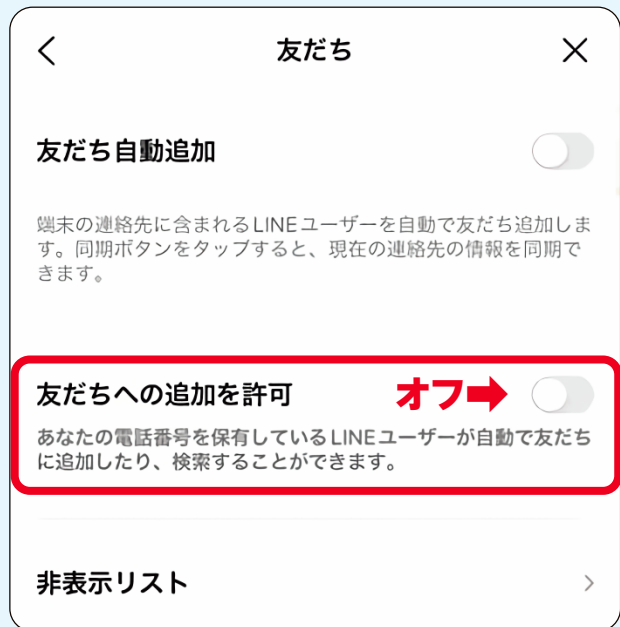 友だち
友だち自動追加
端末の連絡先に含まれるLINEユーザーを自動で友だち追加しま
す。同期ボタンをタップすると、現在の連絡先の情報を同期で
きます。
友だちへの追加を許可 オフ➡
あなたの電話番号を保有しているLINEユーザーが自動で友だち
に追加したり、検索することができます。
非表示リスト